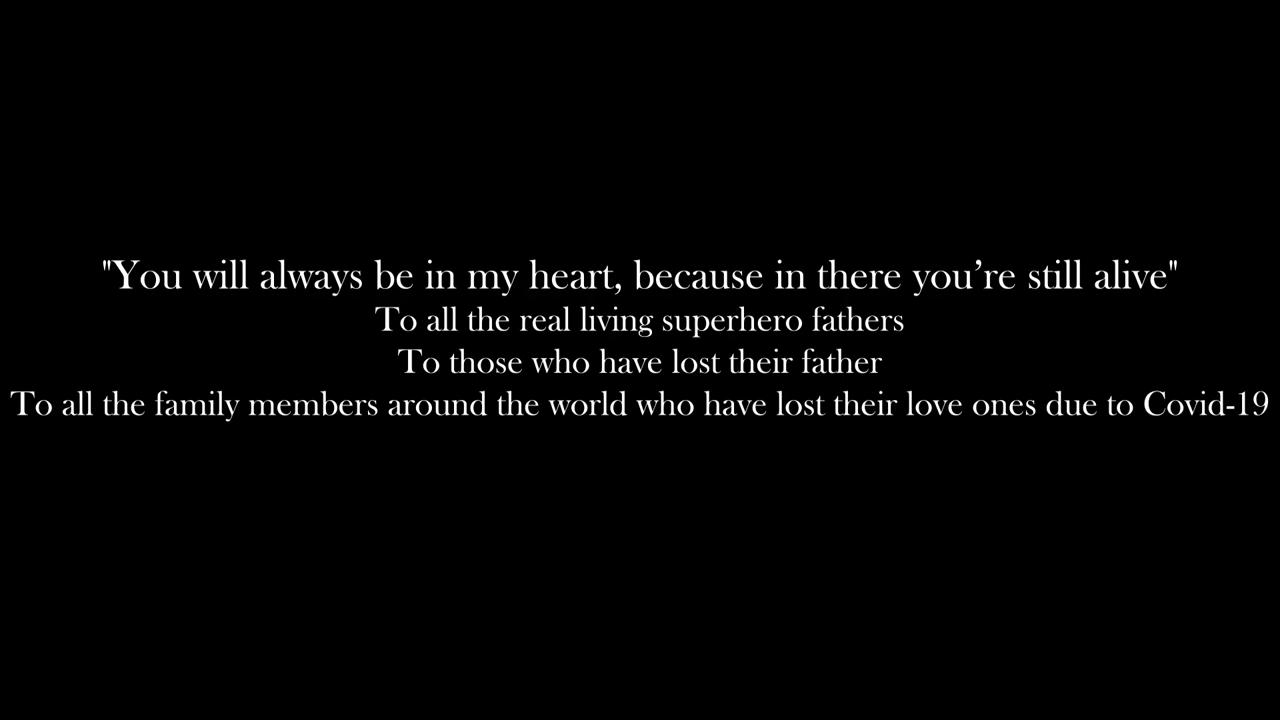 "You will always be in my heart, because in there you’re still alive"
To all the real living superhero fathers
To those who have lost their father
To all the family members around the world who have lost their love ones due to Covid-19